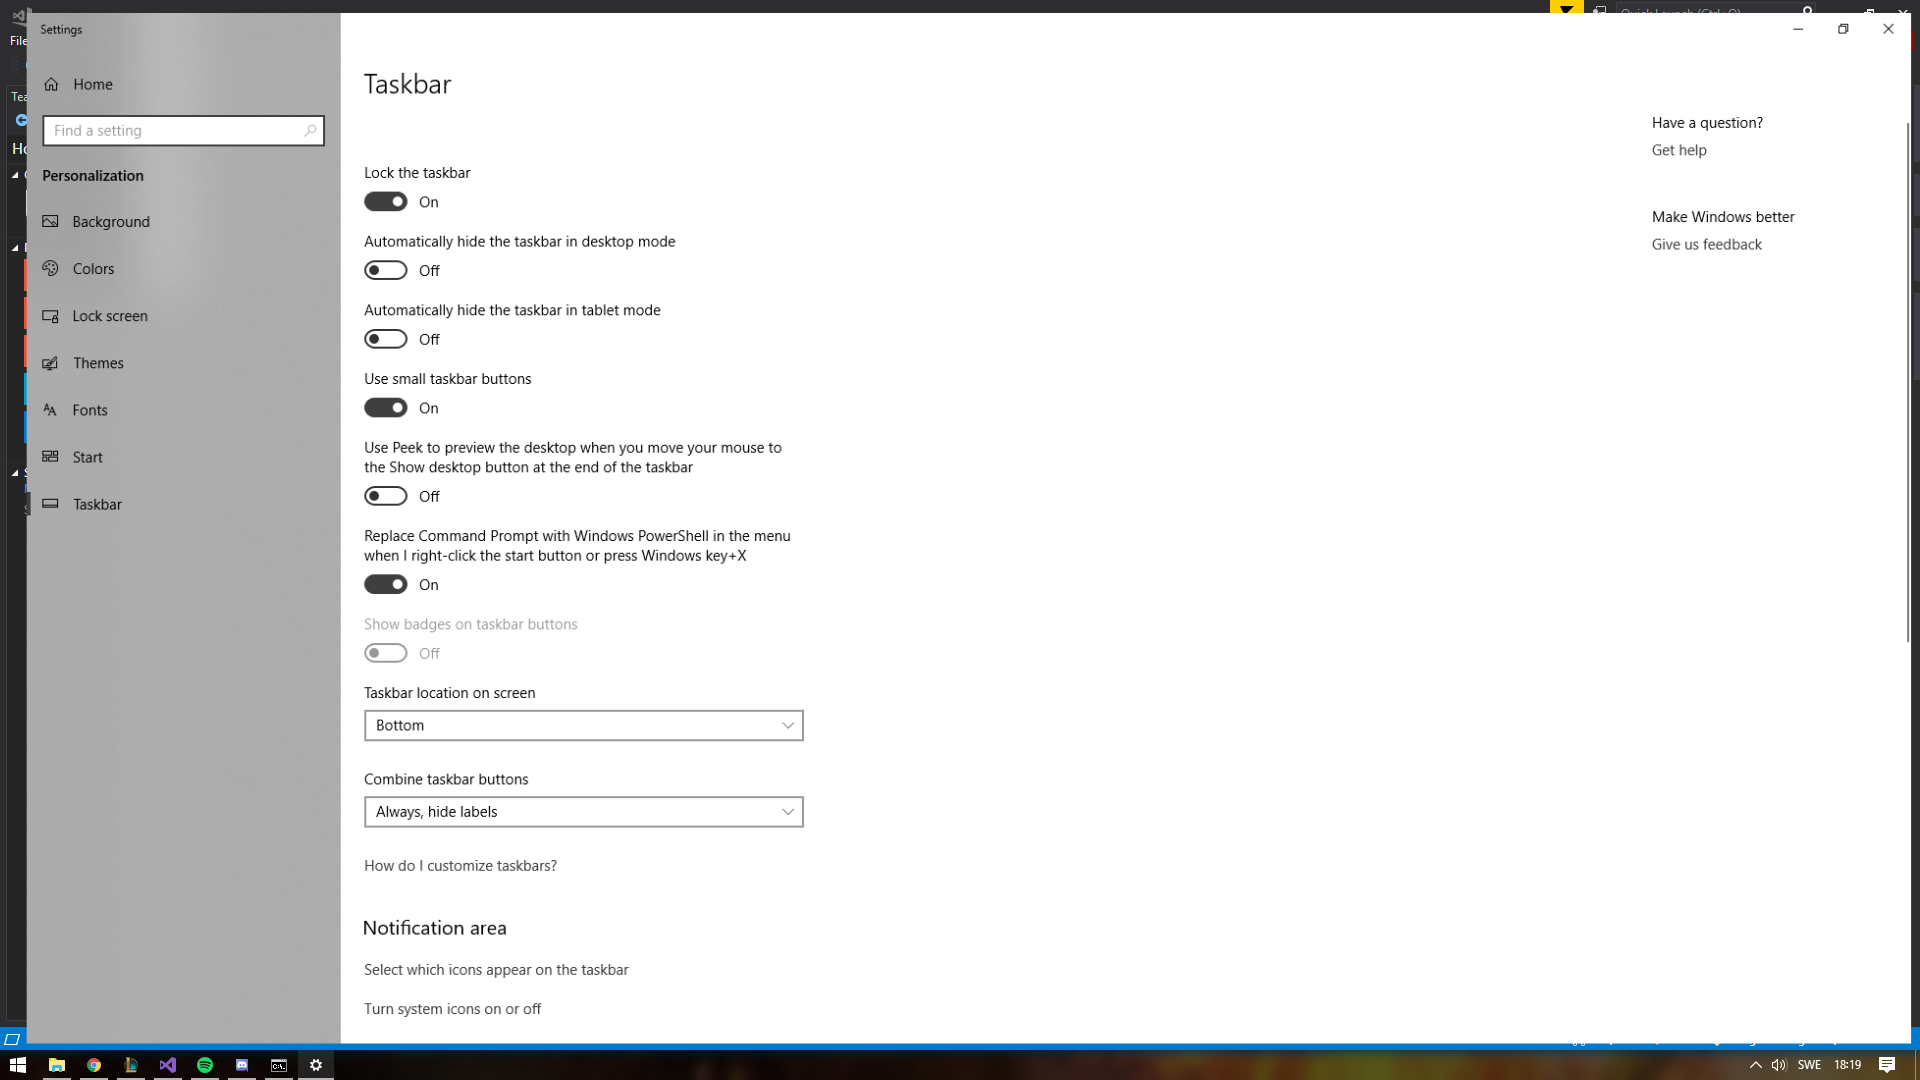 Quick Launch (Ctrl+Q)
Settings
File
Home
Tea
Find a setting
Ho
Personalization
Background
Colors
Lock screen
Themes
Fonts
Start
Taskbar
Taskbar
Lock the taskbar
On
Automatically hide the taskbar in desktop mode
Off
Automatically hide the taskbar in tablet mode
Off
Use small taskbar buttons
On
Use Peek to preview the desktop when you move your mouse to
the Show desktop button at the end of the taskbar
Off
Replace Command Prompt with Windows PowerShell in the menu
when I right-click the start button or press Windows key+X
On
Show badges on taskbar buttons
Off
Taskbar location on screen
Bottom
Combine taskbar buttons
Always, hide labels
How do I customize taskbars?
Notification area
Select which icons appear on the taskbar
Turn system icons on or off
Have a question?
Get help
Make Windows better
Give us feedback
SWE 18:19